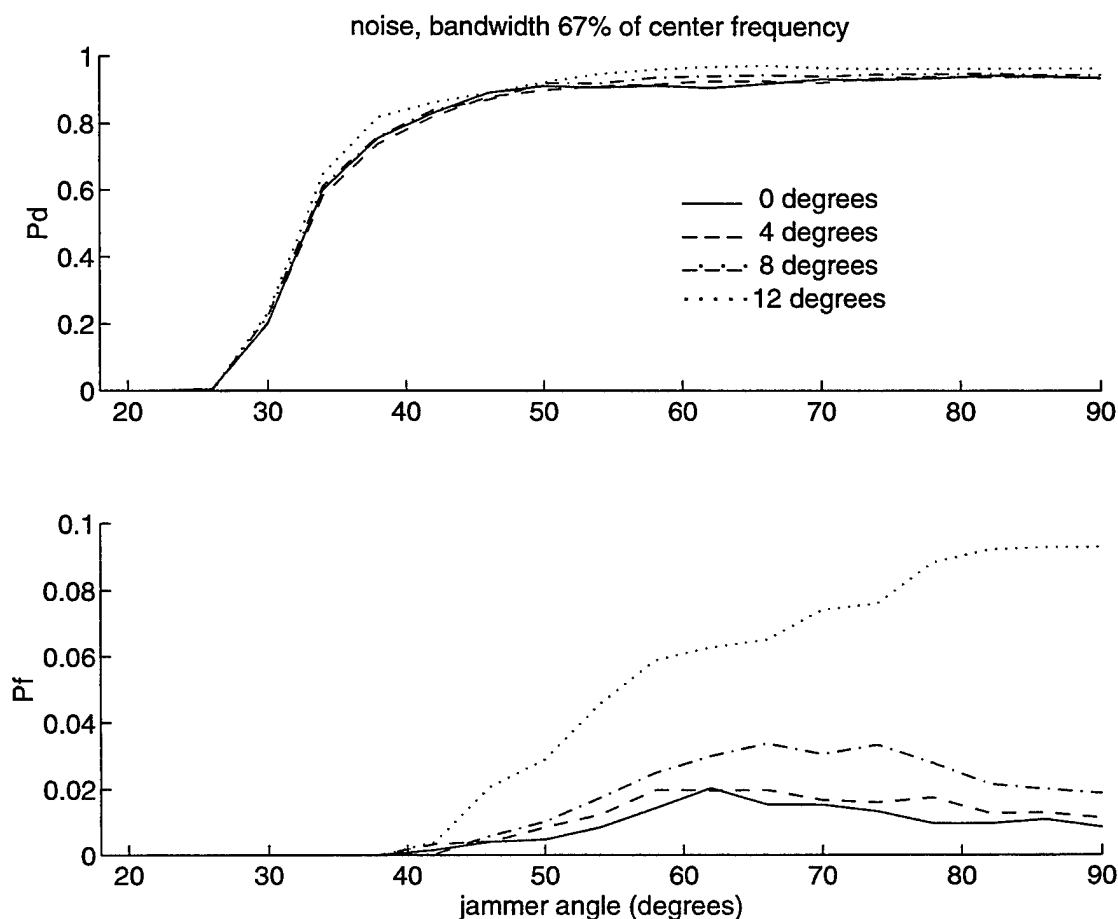 noise, bandwidth 67% of center frequency
1
0.8
0.6
0.4
0.2
0
Pd
0 degrees
4 degrees
8 degrees
12 degrees
20 30 40 50 60 70 80 90
0.1
0.08
0.06
0.04
0.02
0
Pf
20 30 40 50 60 70 80 90
jammer angle (degrees)